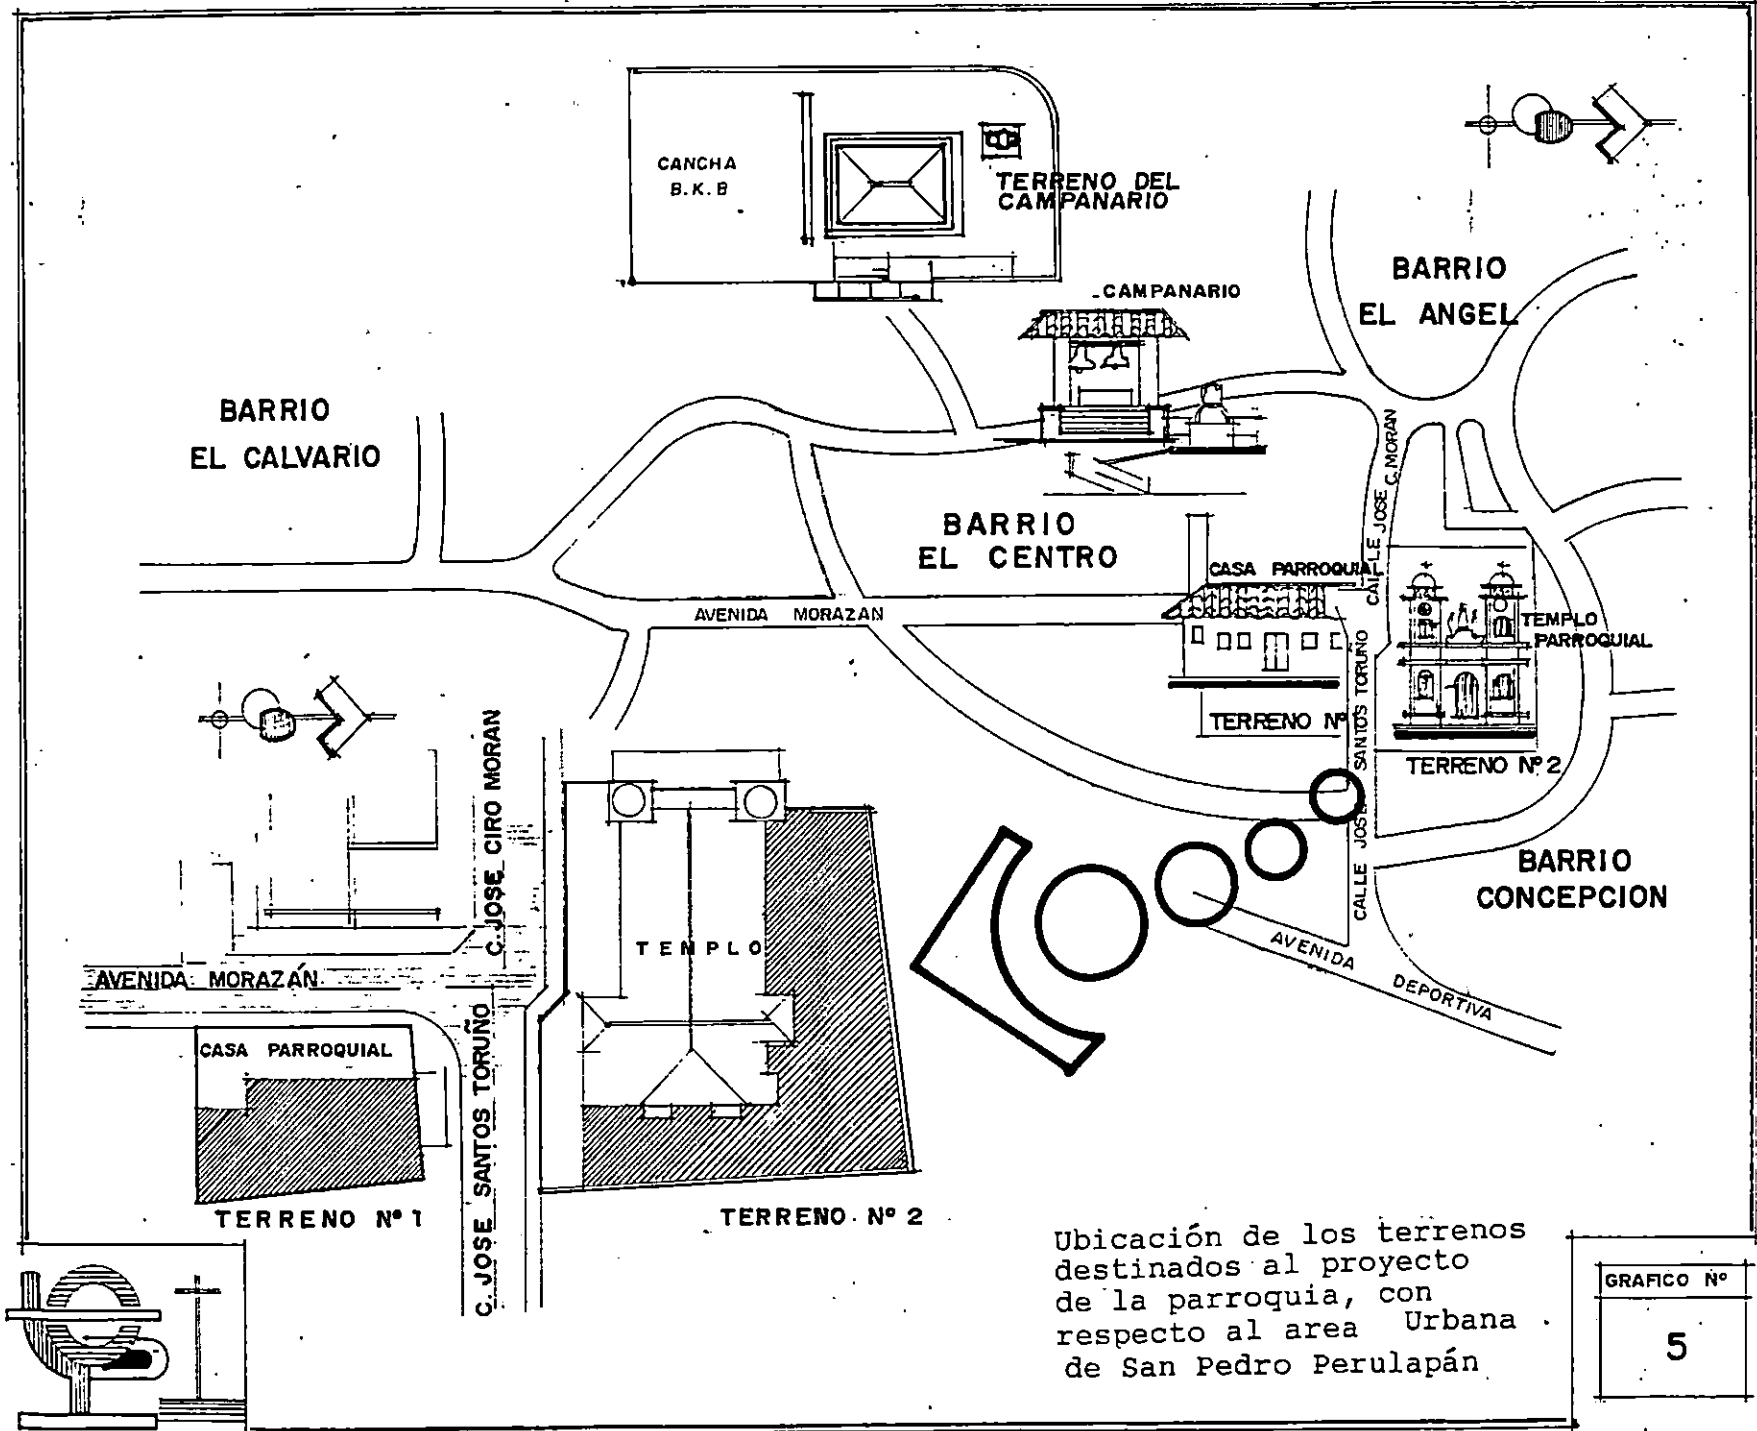 CANCHA
B.K.B
TERRENO DEL
CAMPANARIO
CAMPANARIO
BARRIO
EL ANGEL
BARRIO
EL CALVARIO
BARRIO
EL CENTRO
CALLE JOSE C. MORAN
CASA PARROQUIAL
AVENIDA MORAZAN
TEMPLO
PARROQUIAL
TERRENO Nº
CALLE JOSE SANTOS TORUÑO
TERRENO Nº 2
BARRIO
CONCEPCION
AVENIDA DEPORTIVA
C. JOSE CIRO MORAN
TEMPLO
AVENIDA MORAZÁN
CASA PARROQUIAL
C. JOSE SANTOS TORUÑO
TERRENO Nº 1
TERRENO. Nº 2
Ubicación de los terrenos
destinados al proyecto
de la parroquia, con
respecto al area Urbana
de San Pedro Perulapán
GRAFICO Nº
5